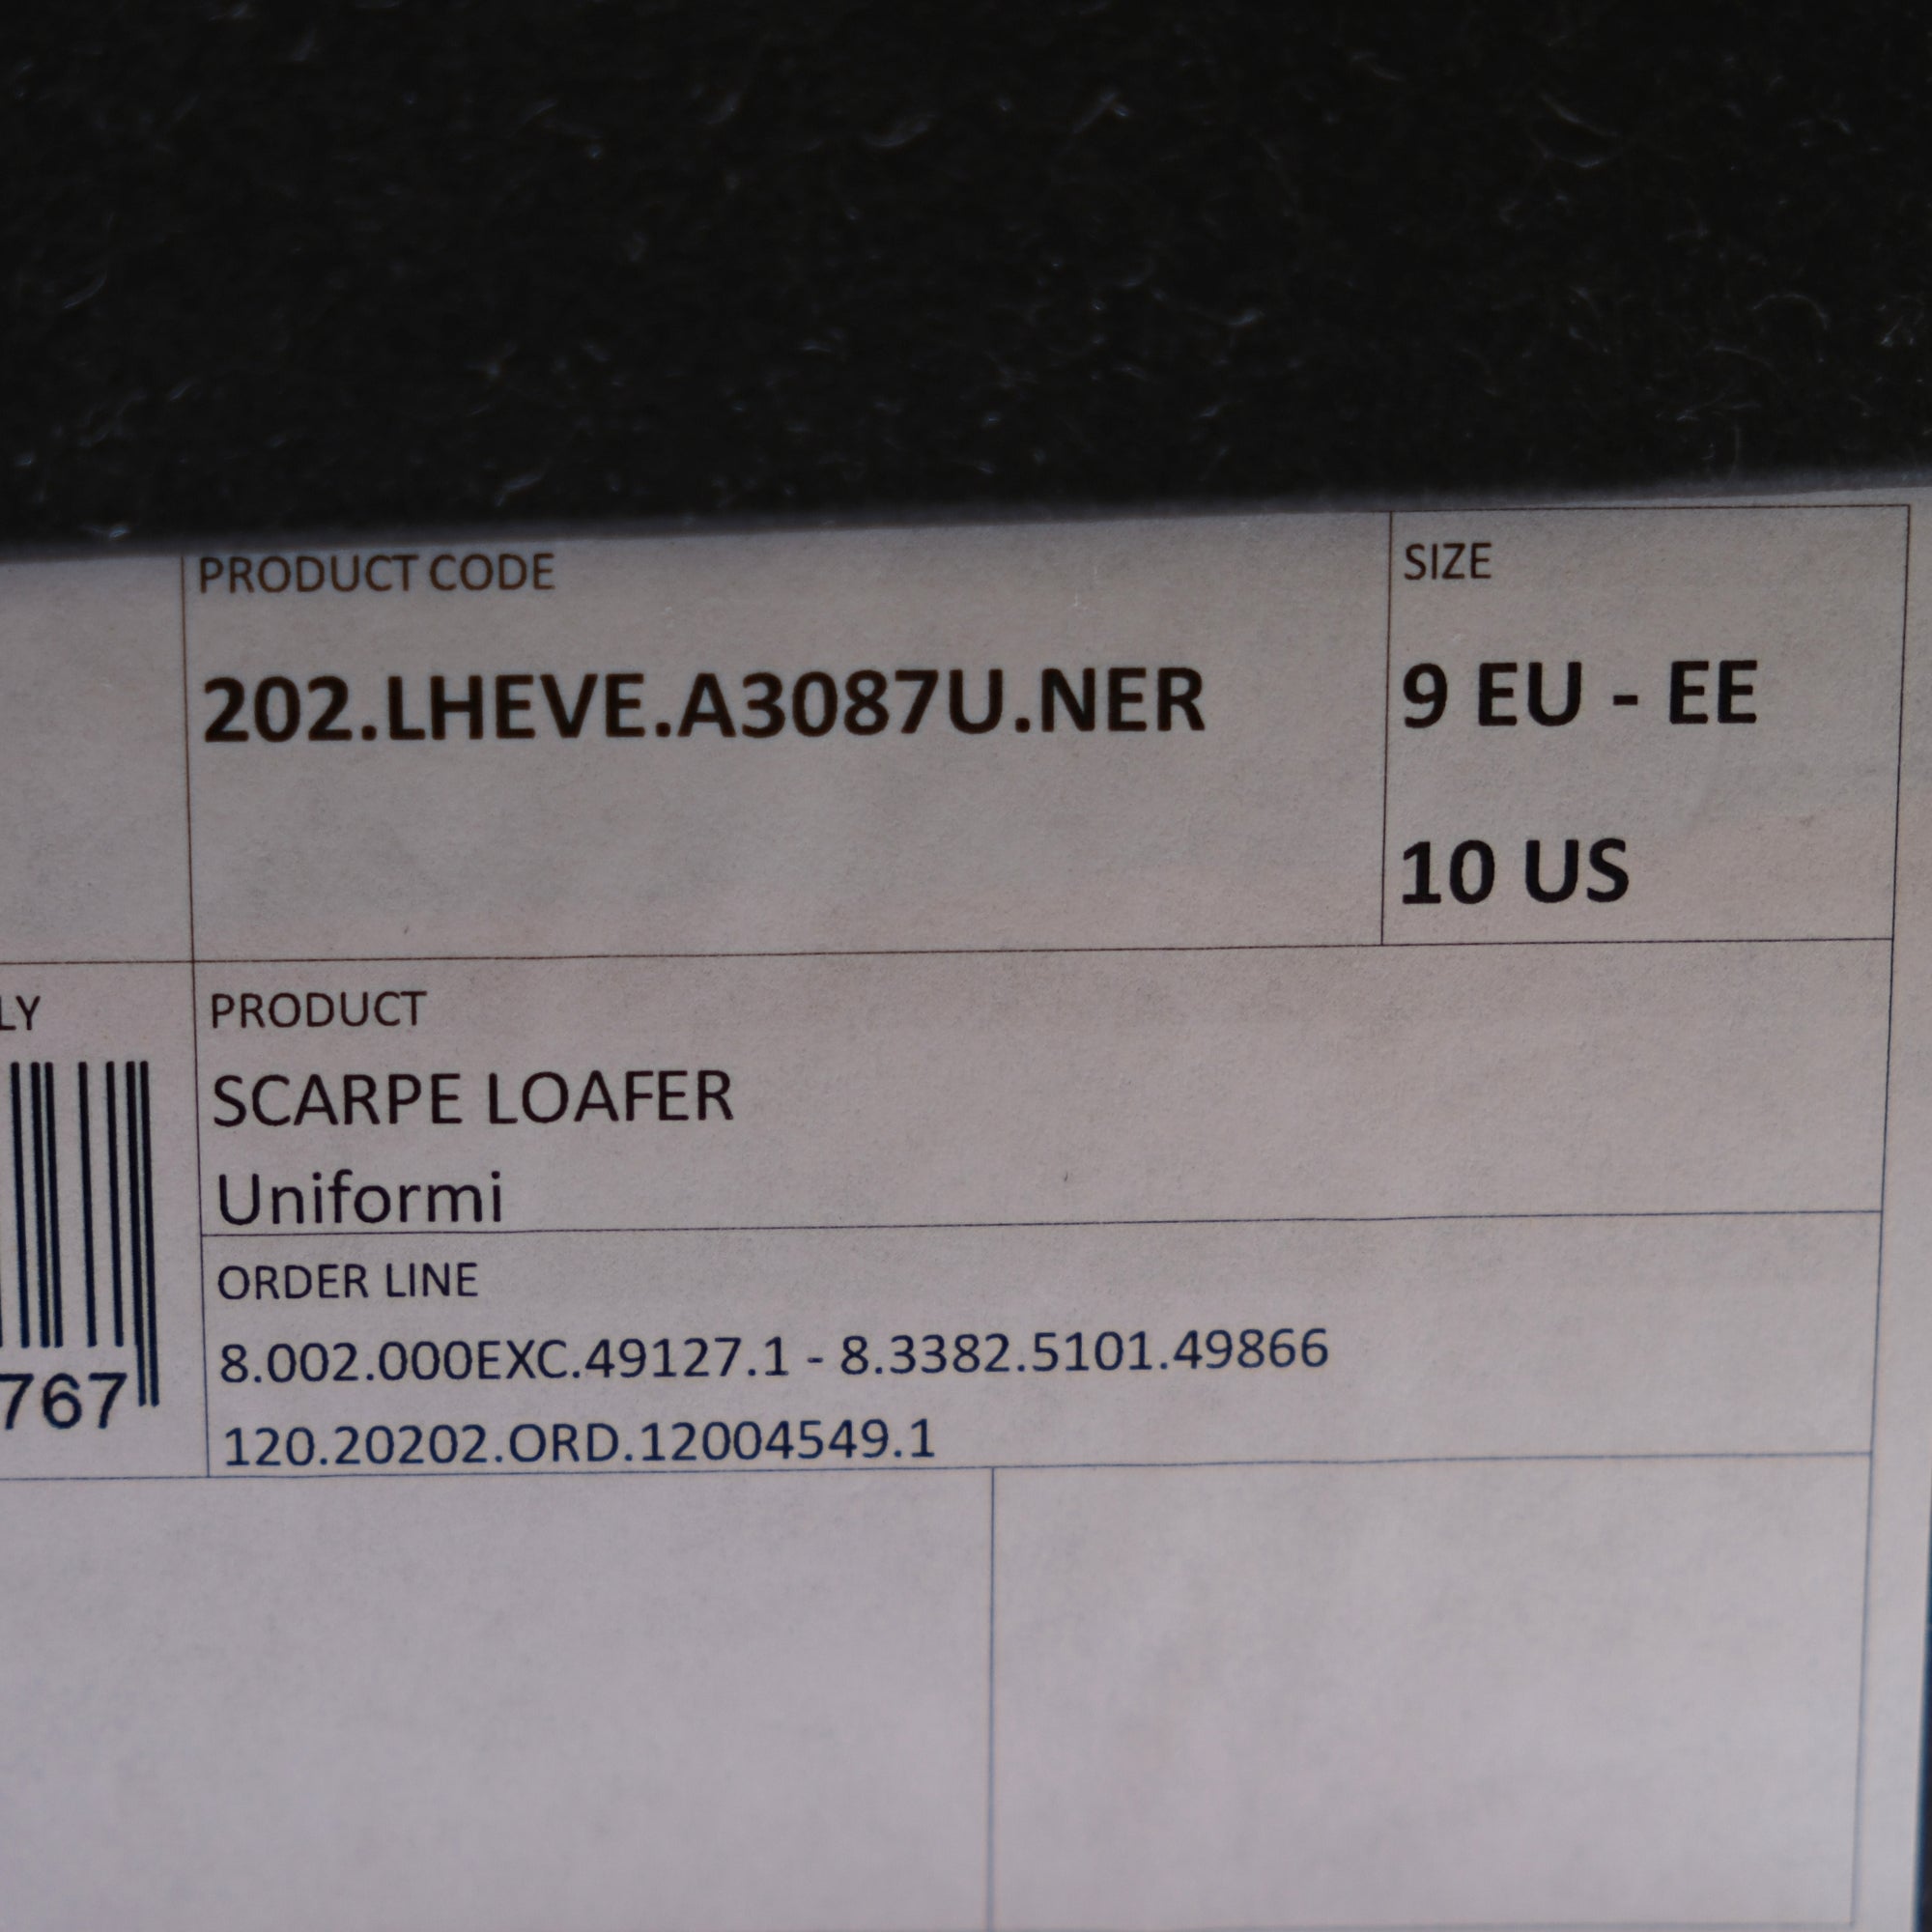 PRODUCT CODE
202.LHEVE.A3087U.NER
SIZE
9 EU - EE
10 US
LY
767
PRODUCT
SCARPE LOAFER
Uniformi
ORDER LINE
8.002.000EXC.49127.1 - 8.3382.5101.49866
120.20202.ORD.12004549.1